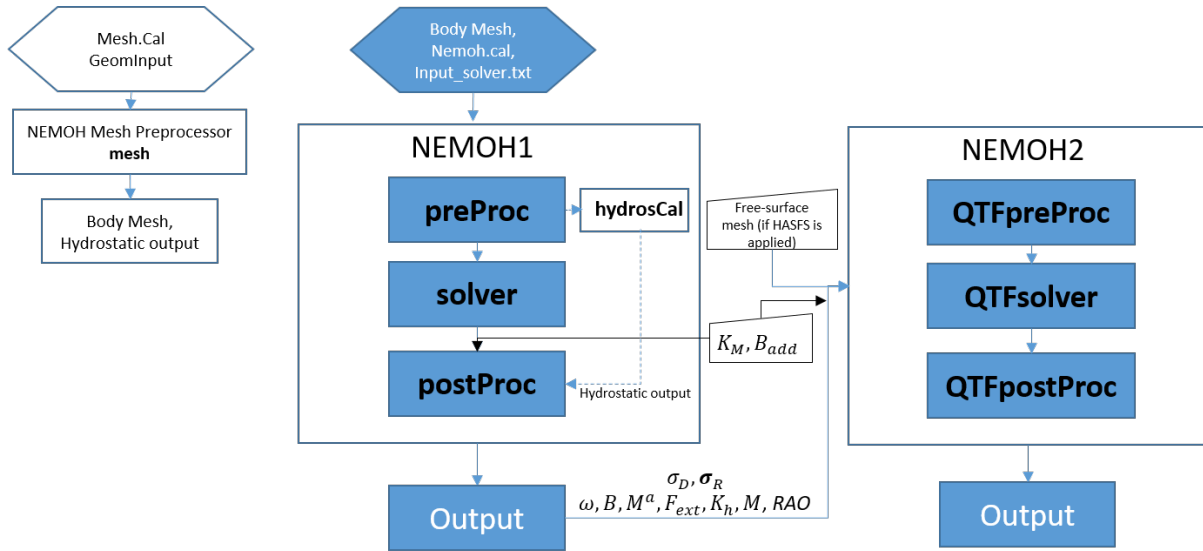 Mesh.Cal
GeomInput
NEMOH Mesh Preprocessor
mesh
Body Mesh,
Hydrostatic output
Body Mesh,
Nemoh.cal,
Input_solver.txt
NEMOH1
preProc
hydrosCal
solver
postProc
Hydrostatic output
Output
Free-surface
mesh (if HASFS is
applied)
K_M, B_add
σ_D, σ_R
ω, B, M^a, F_ext, K_h, M, RAO
NEMOH2
QTFpreProc
QTFsolver
QTFpostProc
Output